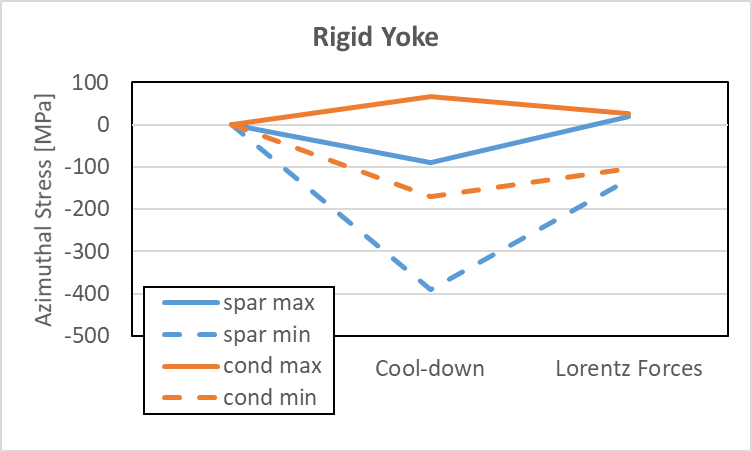 Rigid Yoke
Azimuthal Stress [MPa]
100
0
-100
-200
-300
-400
-500
spar max
spar min
cond max
cond min
Cool-down
Lorentz Forces